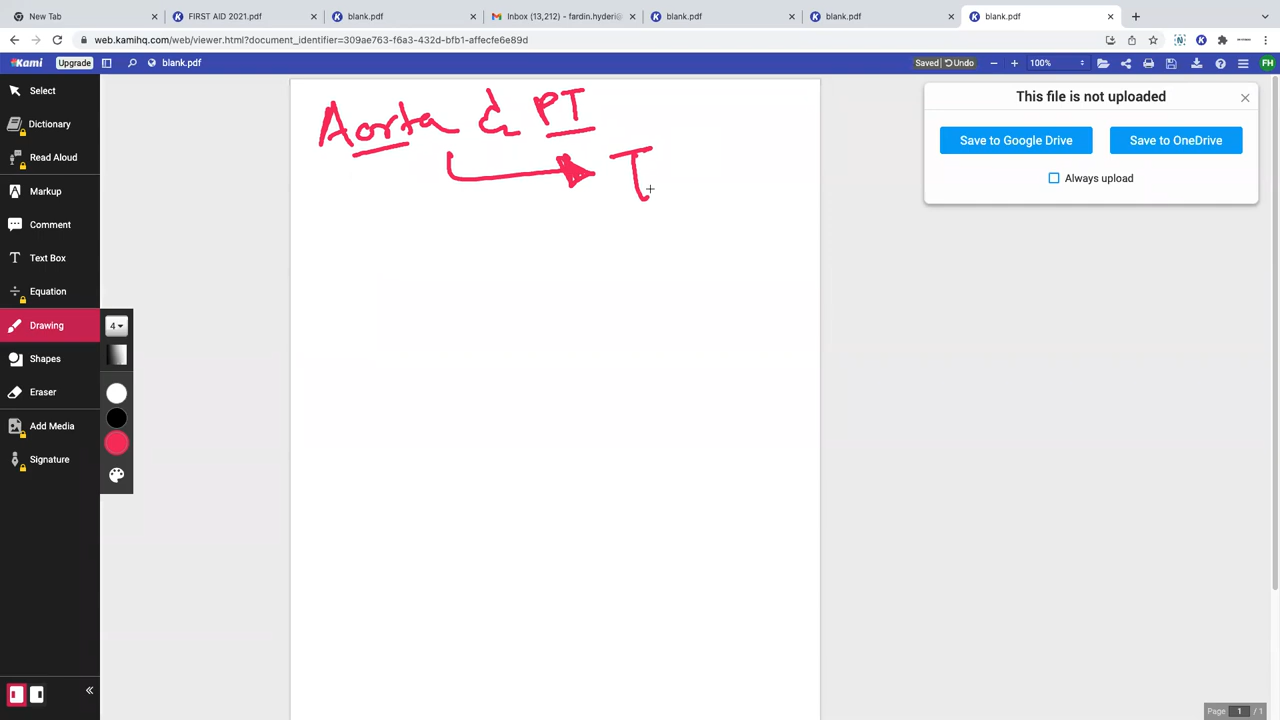 New Tab
FIRST AID 2021.pdf
blank.pdf
Inbox (13,212) - fardin.hyderi@
blank.pdf
blank.pdf
blank.pdf
web.kamihq.com/web/viewer.html?document_identifier=309ae763-f6a3-432d-bfb1-affecfe6e89d
Kami
Upgrade
blank.pdf
Saved
Undo
100%
FH
Select
Dictionary
Read Aloud
Markup
Comment
Text Box
Equation
Drawing
Shapes
Eraser
Add Media
Signature
4
Aorta & PT
T
This file is not uploaded
Save to Google Drive
Save to OneDrive
Always upload
Page 1 / 1